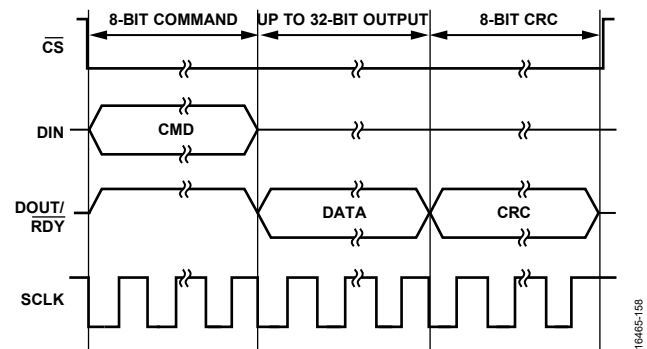 8-BIT COMMAND UP TO 32-BIT OUTPUT 8-BIT CRC
CS
DIN
CMD
DOUT/
RDY
DATA
CRC
SCLK
16465-158